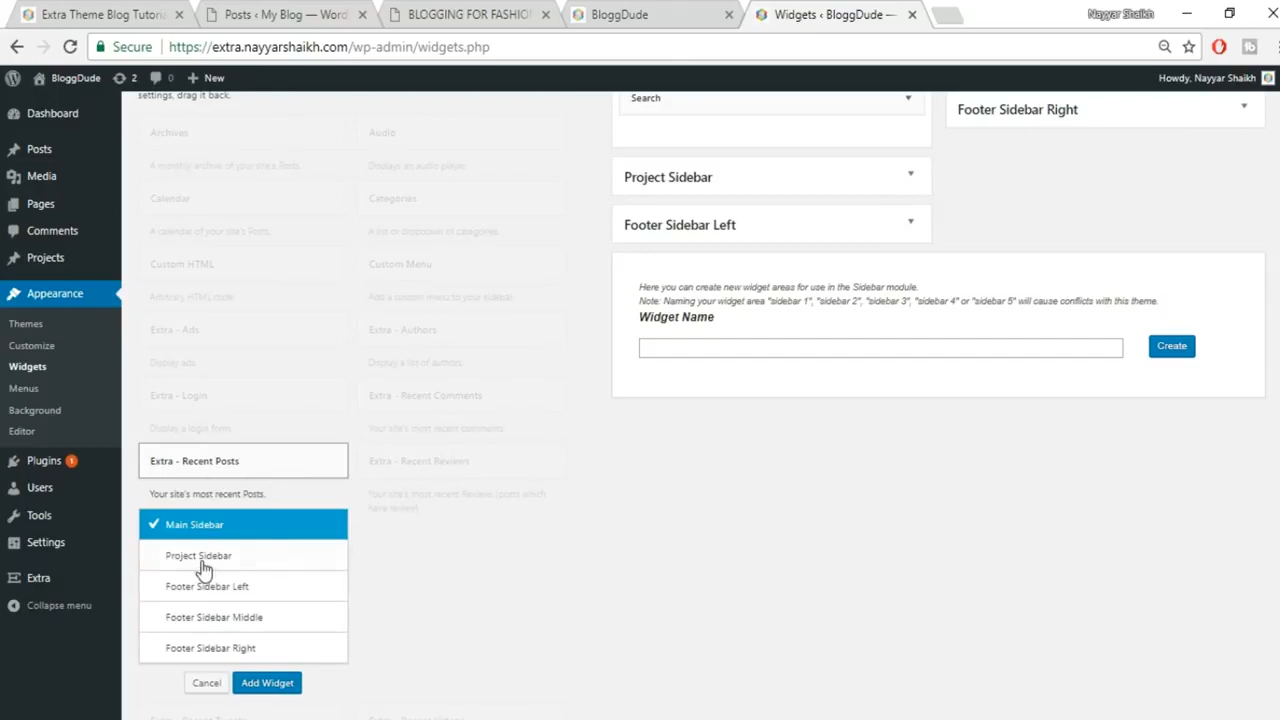 Extra Theme Blog Tutoria
Posts ‹ My Blog — Word
BLOGGING FOR FASHIO
BloggDude
Widgets ‹ BloggDude —
Nayyar Shaikh
Secure
https://extra.nayyarshaikh.com/wp-admin/widgets.php
BloggDude
2
0
New
Howdy, Nayyar Shaikh
Dashboard
Posts
Media
Pages
Comments
Projects
Appearance
Themes
Customize
Widgets
Menus
Background
Editor
Plugins 1
Users
Tools
Settings
Extra
Collapse menu
settings, drag it back.
Archives
Audio
A monthly archive of your site's Posts.
Displays an audio player.
Calendar
Categories
A calendar of your site's Posts.
A list or dropdown of categories.
Custom HTML
Custom Menu
Arbitrary HTML code.
Add a custom menu to your sidebar.
Extra - Ads
Extra - Authors
Display ads.
Display a list of authors.
Extra - Login
Extra - Recent Comments
Display a login form.
Your site's most recent comments.
Extra - Recent Posts
Extra - Recent Reviews
Your site's most recent Posts.
Your site's most recent Reviews (posts which
have review)
Main Sidebar
Project Sidebar
Footer Sidebar Left
Footer Sidebar Middle
Footer Sidebar Right
Cancel
Add Widget
Search
Project Sidebar
Footer Sidebar Left
Footer Sidebar Right
Here you can create new widget areas for use in the Sidebar module.
Note: Naming your widget area "sidebar 1", "sidebar 2", "sidebar 3", "sidebar 4" or "sidebar 5" will cause conflicts with this theme.
Widget Name
Create